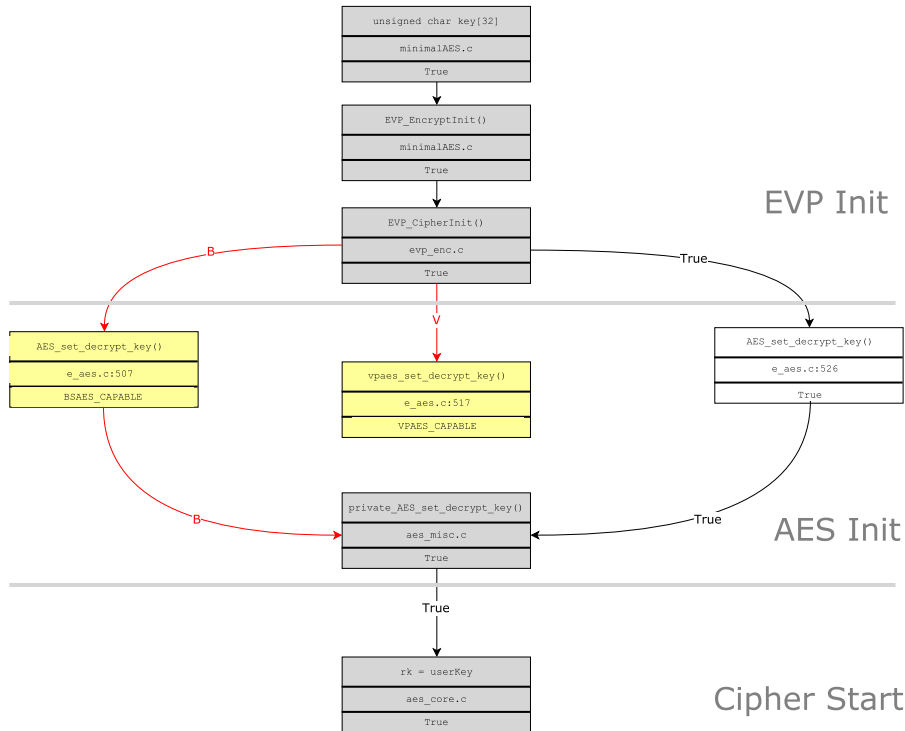 unsigned char key[32]
minimalAES.c
True
EVP_EncryptInit()
minimalAES.c
True
EVP Init
EVP_CipherInit()
evp_enc.c
True
B
True
V
AES_set_decrypt_key()
e_aes.c:507
BSAES_CAPABLE
vpaes_set_decrypt_key()
e_aes.c:517
VPAES_CAPABLE
AES_set_decrypt_key()
e_aes.c:526
True
B
True
private_AES_set_decrypt_key()
aes_misc.c
True
AES Init
True
rk = userKey
aes_core.c
True
Cipher Start